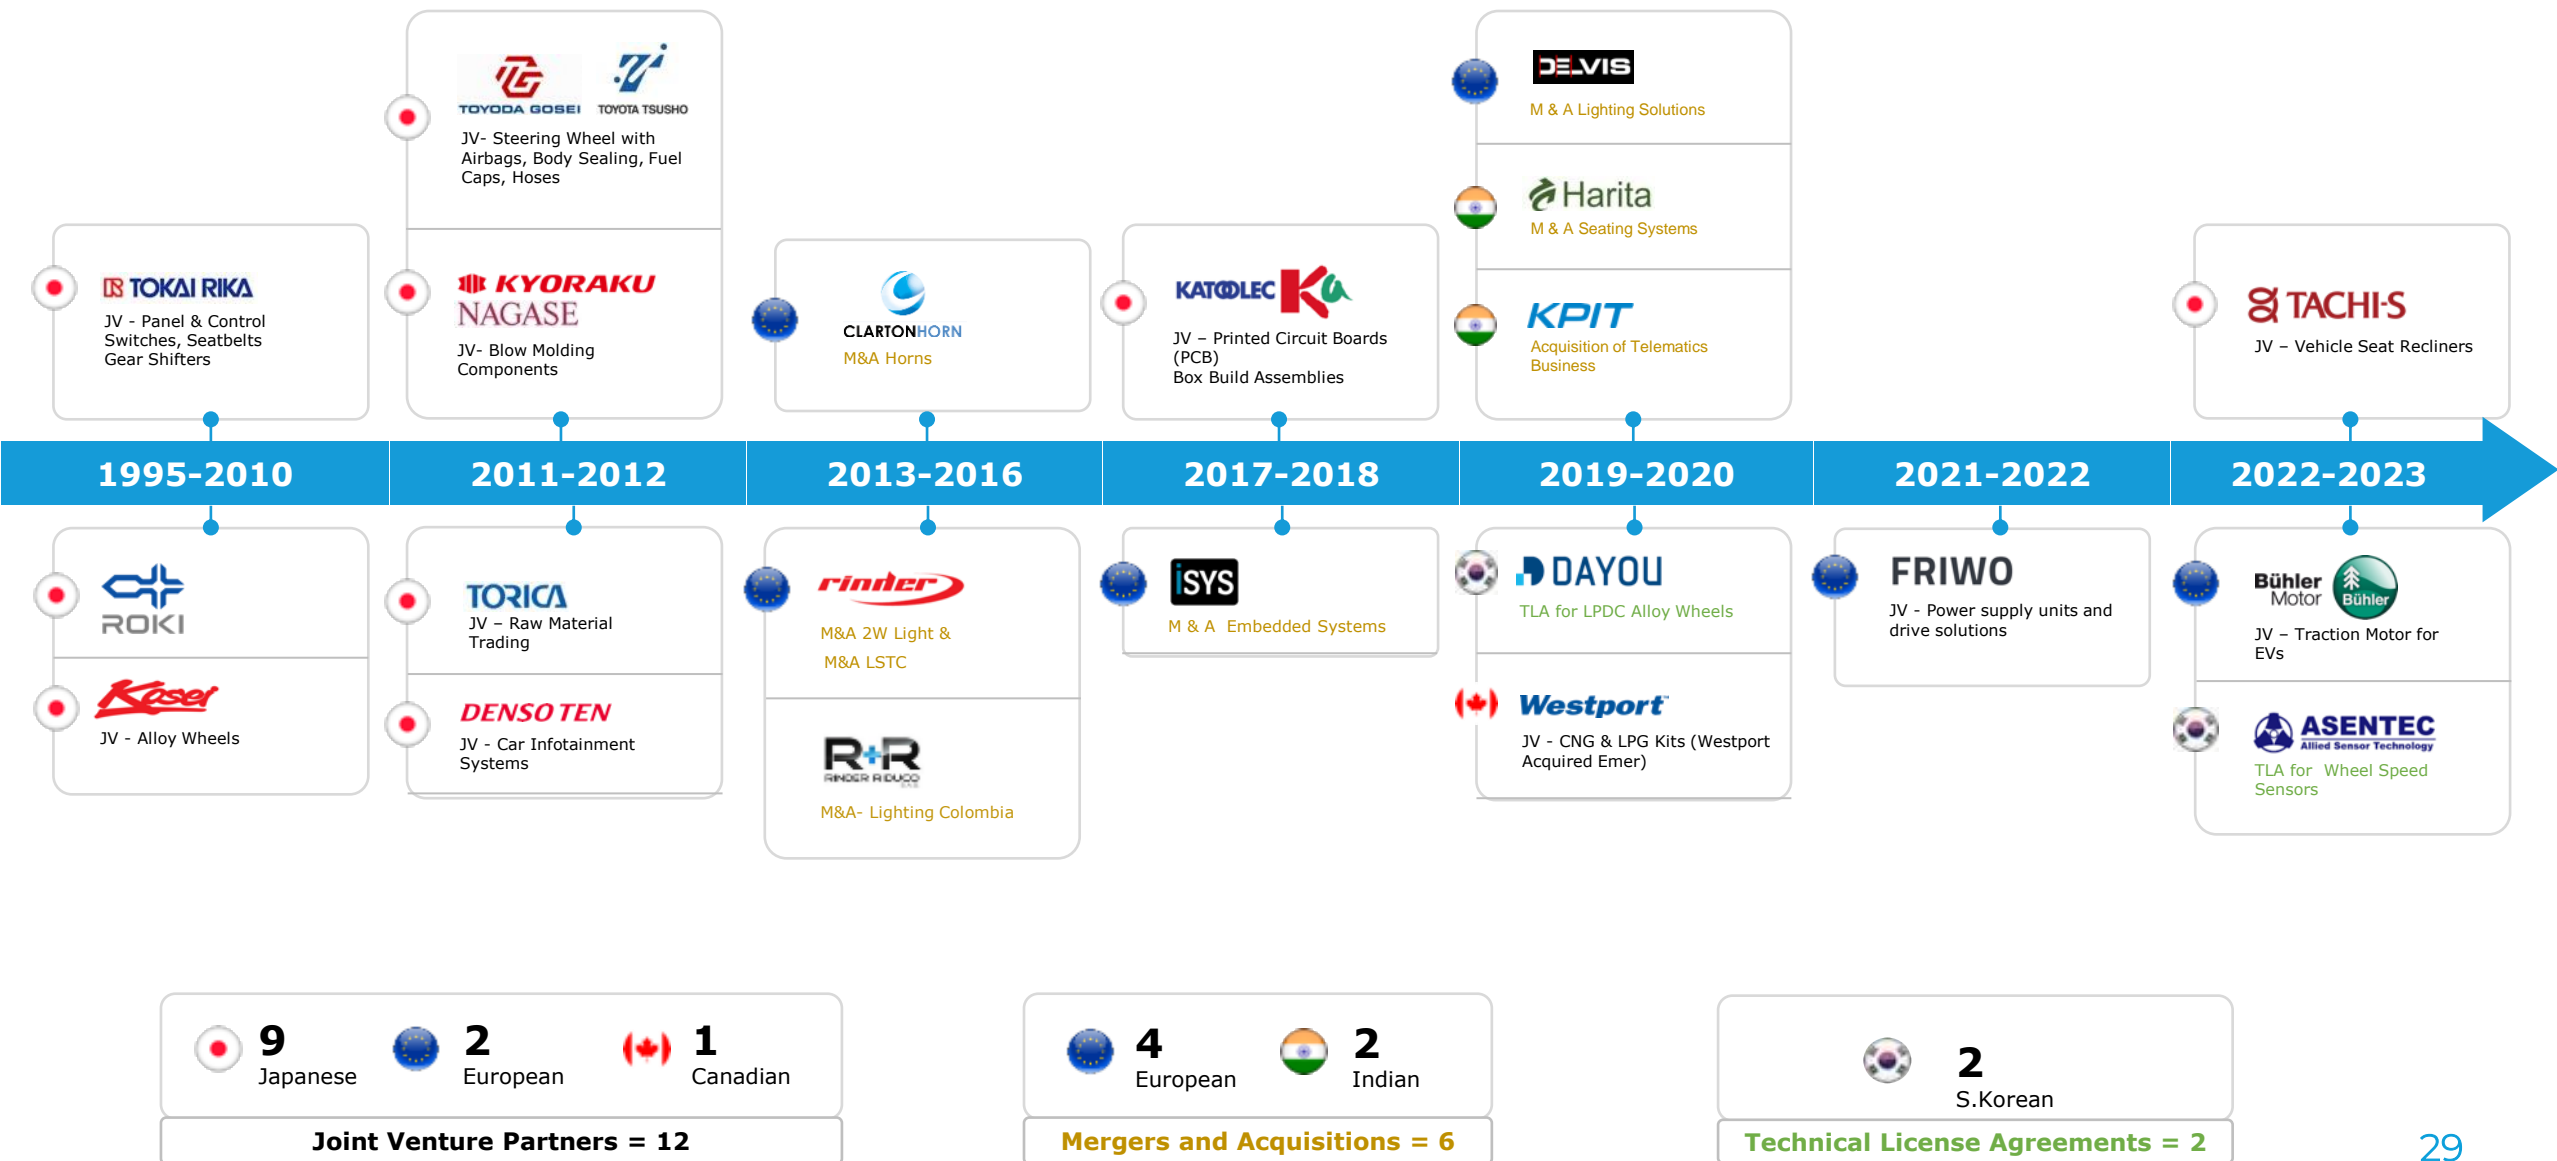 TOYODA GOSEI
TOYOTA TSUSHO
JV- Steering Wheel with
Airbags, Body Sealing, Fuel
Caps, Hoses
DELVIS
M & A Lighting Solutions
Harita
M & A Seating Systems
TOKAI RIKA
JV - Panel & Control
Switches, Seatbelts
Gear Shifters
KYORAKU
NAGASE
JV- Blow Molding
Components
CLARTONHORN
M&A Horns
KATOLEC
JV – Printed Circuit Boards
(PCB)
Box Build Assemblies
KPIT
Acquisition of Telematics
Business
TACHI-S
JV – Vehicle Seat Recliners
1995-2010
2011-2012
2013-2016
2017-2018
2019-2020
2021-2022
2022-2023
ROKI
Kosei
JV - Alloy Wheels
TORICA
JV – Raw Material
Trading
DENSO TEN
JV - Car Infotainment
Systems
rinder
M&A 2W Light &
M&A LSTC
R+R
RINDER RIDUCO
M&A- Lighting Colombia
iSYS
M & A  Embedded Systems
DAYOU
TLA for LPDC Alloy Wheels
Westport™
JV - CNG & LPG Kits (Westport
Acquired Emer)
FRIWO
JV - Power supply units and
drive solutions
Bühler
Motor
Bühler
JV – Traction Motor for
EVs
ASENTEC
Allied Sensor Technology
TLA for  Wheel Speed
Sensors
9
Japanese
2
European
1
Canadian
Joint Venture Partners = 12
4
European
2
Indian
Mergers and Acquisitions = 6
2
S.Korean
Technical License Agreements = 2
29